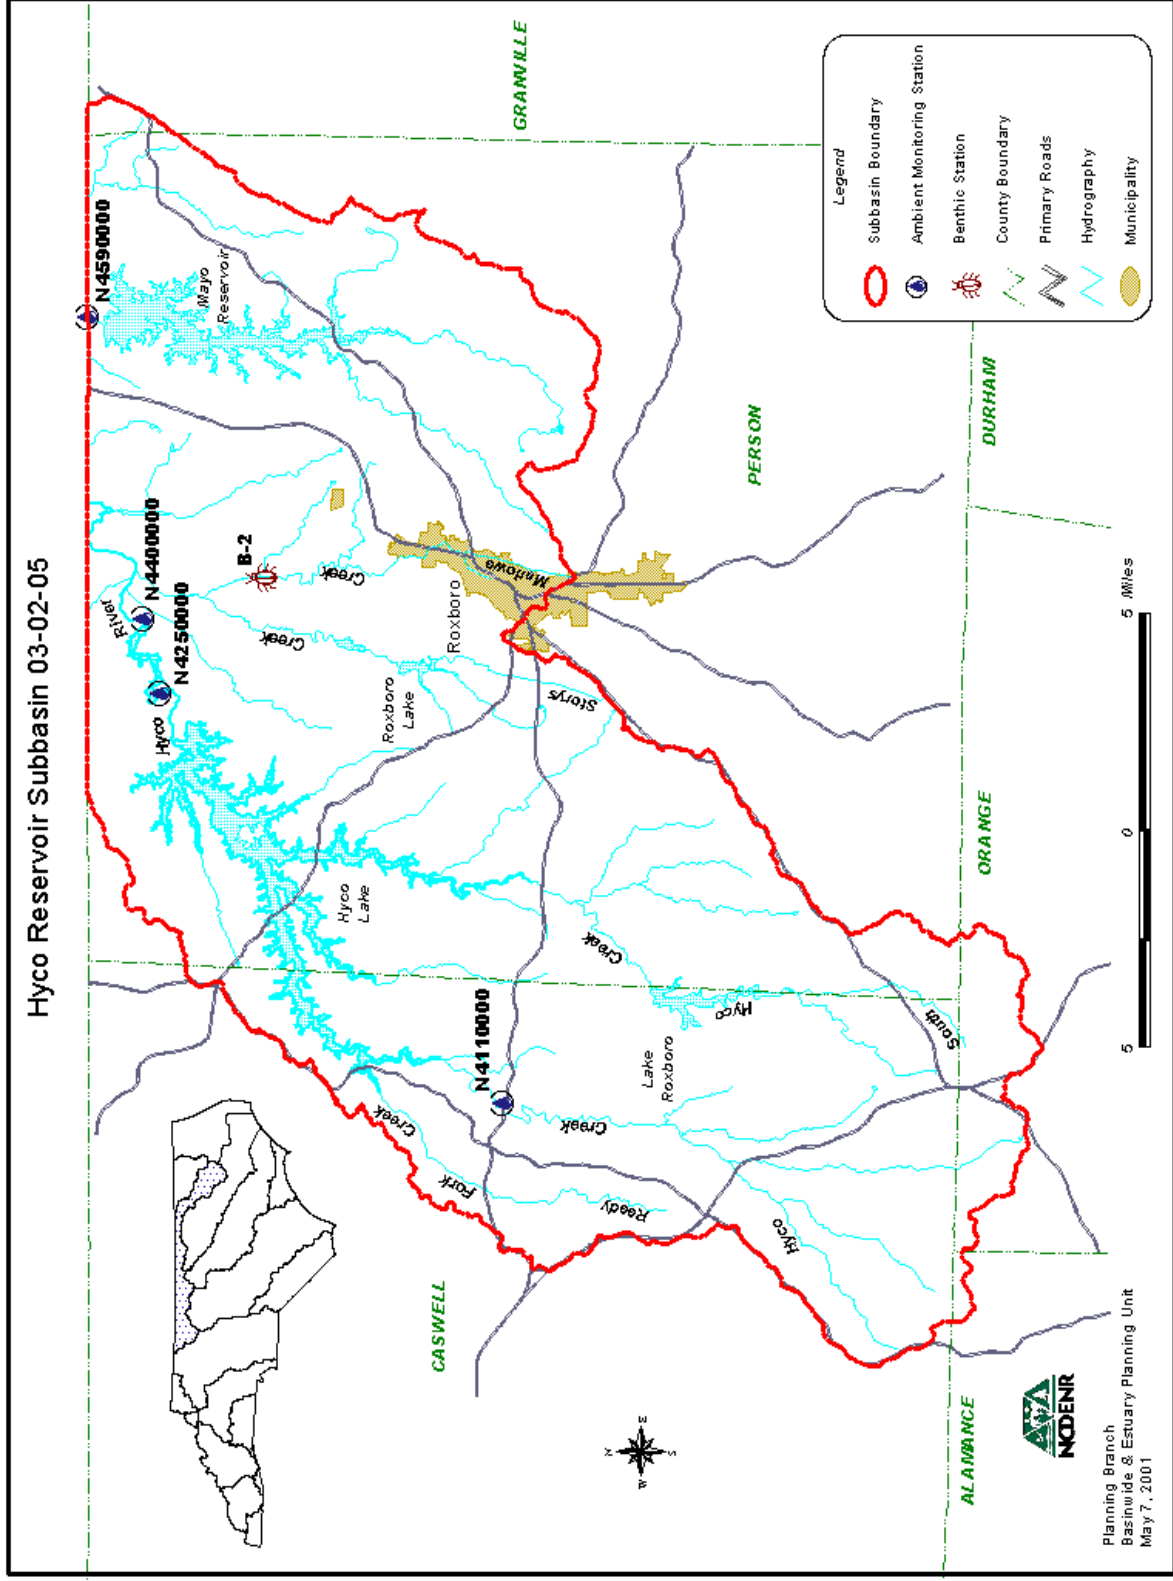 Hyco Reservoir Subbasin 03-02-05
N4590000
N4400000
N4250000
N4110000
B-2
River
Hyco
Mayo
Reservoir
Creek
Creek
Marlowe
Roxboro
Roxboro
Lake
Storys
Hyco
Lake
Creek
Hyco
South
Lake
Roxboro
Creek
Creek
Fork
Ready
Hyco
GRANVILLE
PERSON
DURHAM
ORANGE
CASWELL
ALAMANCE
Legend
Subbasin Boundary
Ambient Monitoring Station
Benthic Station
County Boundary
Primary Roads
Hydrography
Municipality
5 0 5 Miles
N
E
S
W
NCDENR
Planning Branch
Basinwide & Estuary Planning Unit
May 7, 2001